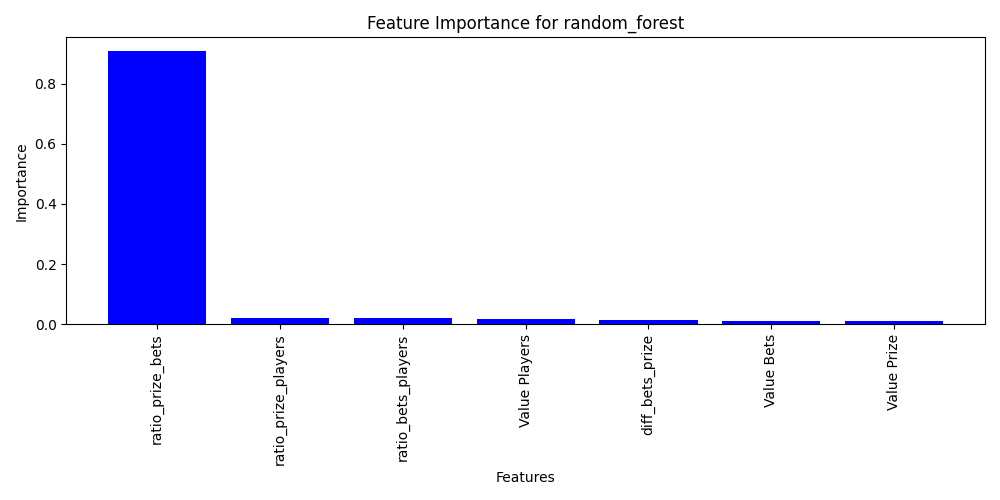 Feature Importance for random_forest
Importance
0.8
0.6
0.4
0.2
0.0
ratio_prize_bets
ratio_prize_players
ratio_bets_players
Value Players
diff_bets_prize
Value Bets
Value Prize
Features